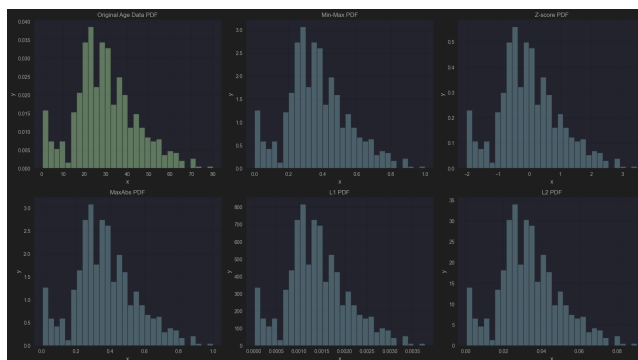 Original Age Data PDF
0.040
0.035
0.030
0.025
0.020
0.015
0.010
0.005
0.000
y
0 10 20 30 40 50 60 70 80
x
Min-Max PDF
3.0
2.5
2.0
1.5
1.0
0.5
0.0
y
0.0 0.2 0.4 0.6 0.8 1.0
x
Z-score PDF
0.5
0.4
0.3
0.2
0.1
0.0
y
−2 −1 0 1 2 3
x
MaxAbs PDF
3.0
2.5
2.0
1.5
1.0
0.5
0.0
y
0.0 0.2 0.4 0.6 0.8 1.0
x
L1 PDF
800
700
600
500
400
300
200
100
0
y
0.0000 0.0005 0.0010 0.0015 0.0020 0.0025 0.0030 0.0035
x
L2 PDF
35
30
25
20
15
10
5
0
y
0.00 0.02 0.04 0.06 0.08
x